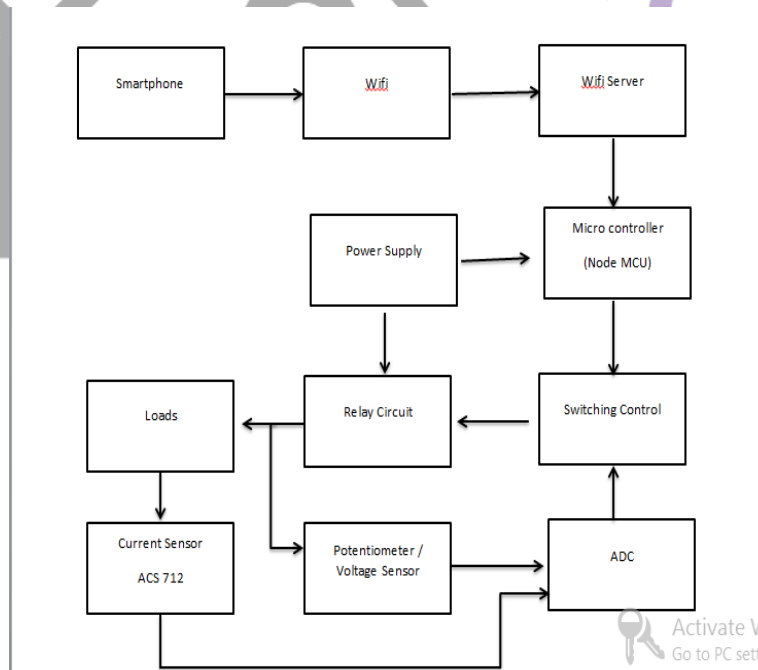 Smartphone
Wifi
Wifi Server
Micro controller
(Node MCU)
Power Supply
Loads
Relay Circuit
Switching Control
Current Sensor
ACS 712
Potentiometer /
Voltage Sensor
ADC
Activate W
Go to PC sett